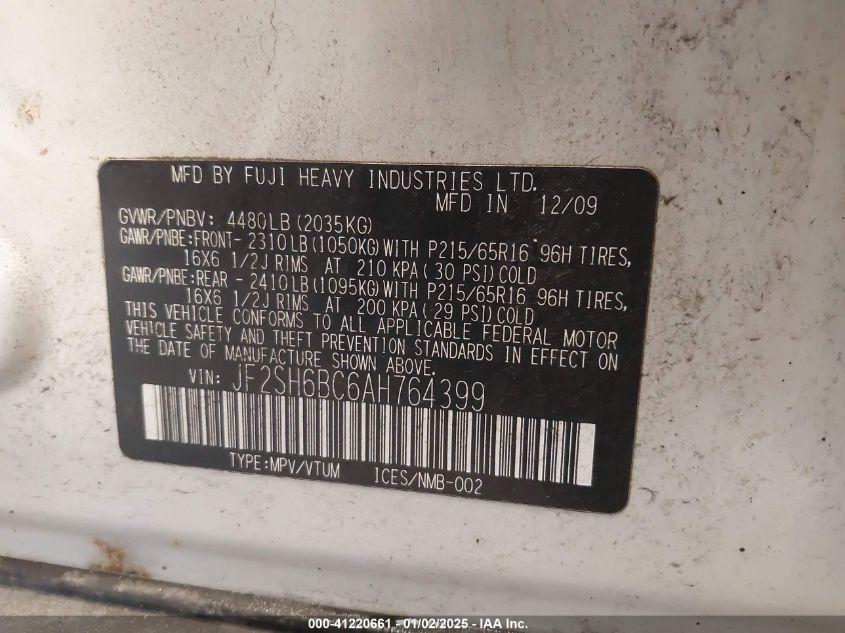 MFD BY FUJI HEAVY INDUSTRIES LTD.
MFD IN 12/09
GVWR/PNBV: 4480LB(2035KG)
GAWR/PNBE:FRONT- 2310LB(1050KG)WITH P215/65R16 96H TIRES,
16X6 1/2J RIMS AT 210 KPA(30 PSI)COLD
GAWR/PNBE:REAR - 2410LB(1095KG)WITH P215/65R16 96H TIRES,
16X6 1/2J RIMS AT 200 KPA(29 PSI)COLD
THIS VEHICLE CONFORMS TO ALL APPLICABLE FEDERAL MOTOR
VEHICLE SAFETY AND THEFT PREVENTION STANDARDS IN EFFECT ON
THE DATE OF MANUFACTURE SHOWN ABOVE.
VIN: JF2SH6BC6AH764399
TYPE:MPV/VTUM ICES/NMB-002
000-41220661 - 01/02/2025 - IAA Inc.